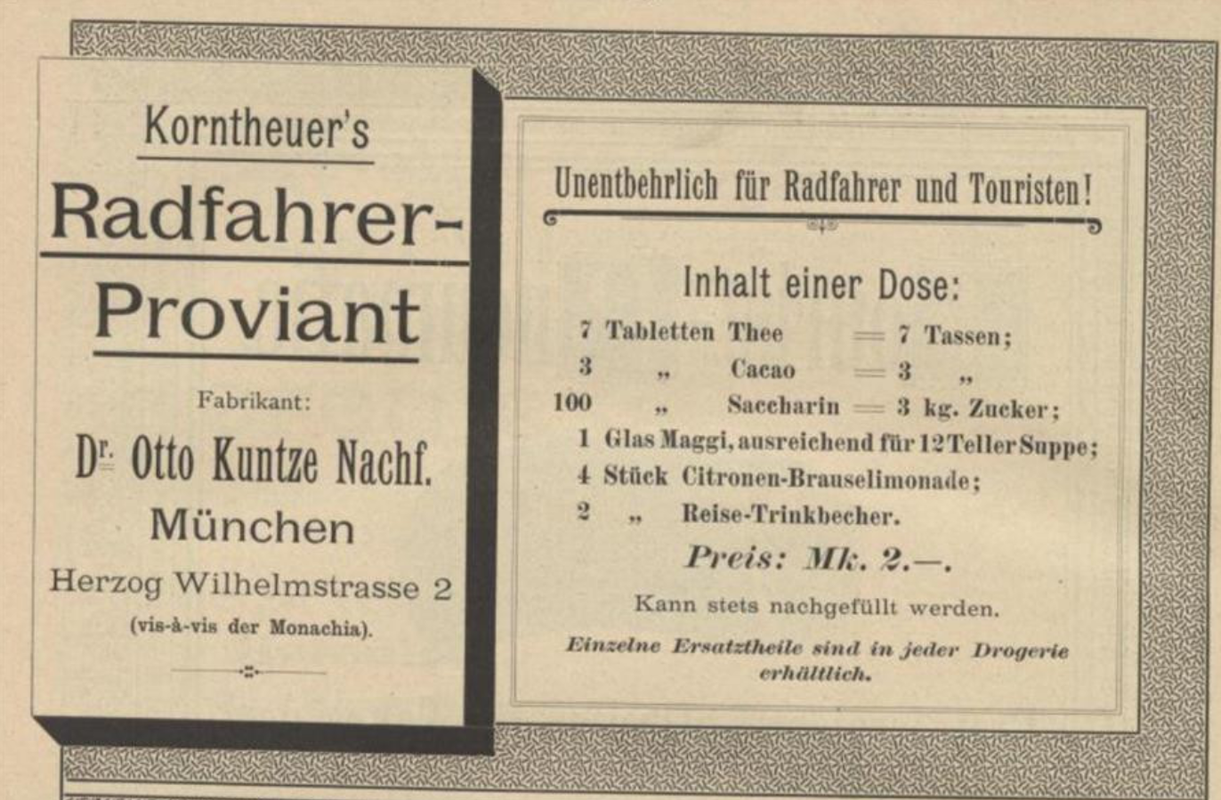 Korntheuer's
Radfahrer-
Proviant
Fabrikant:
Dr. Otto Kuntze Nachf.
München
Herzog Wilhelmstrasse 2
(vis-à-vis der Monachia).
Unentbehrlich für Radfahrer und Touristen!
Inhalt einer Dose:
7 Tabletten Thee = 7 Tassen;
3 „ Cacao = 3 „
100 „ Saccharin = 3 kg. Zucker;
1 Glas Maggi, ausreichend für 12 Teller Suppe;
4 Stück Citronen-Brauselimonade;
2 „ Reise-Trinkbecher.
Preis: Mk. 2.—.
Kann stets nachgefüllt werden.
Einzelne Ersatztheile sind in jeder Drogerie
erhältlich.